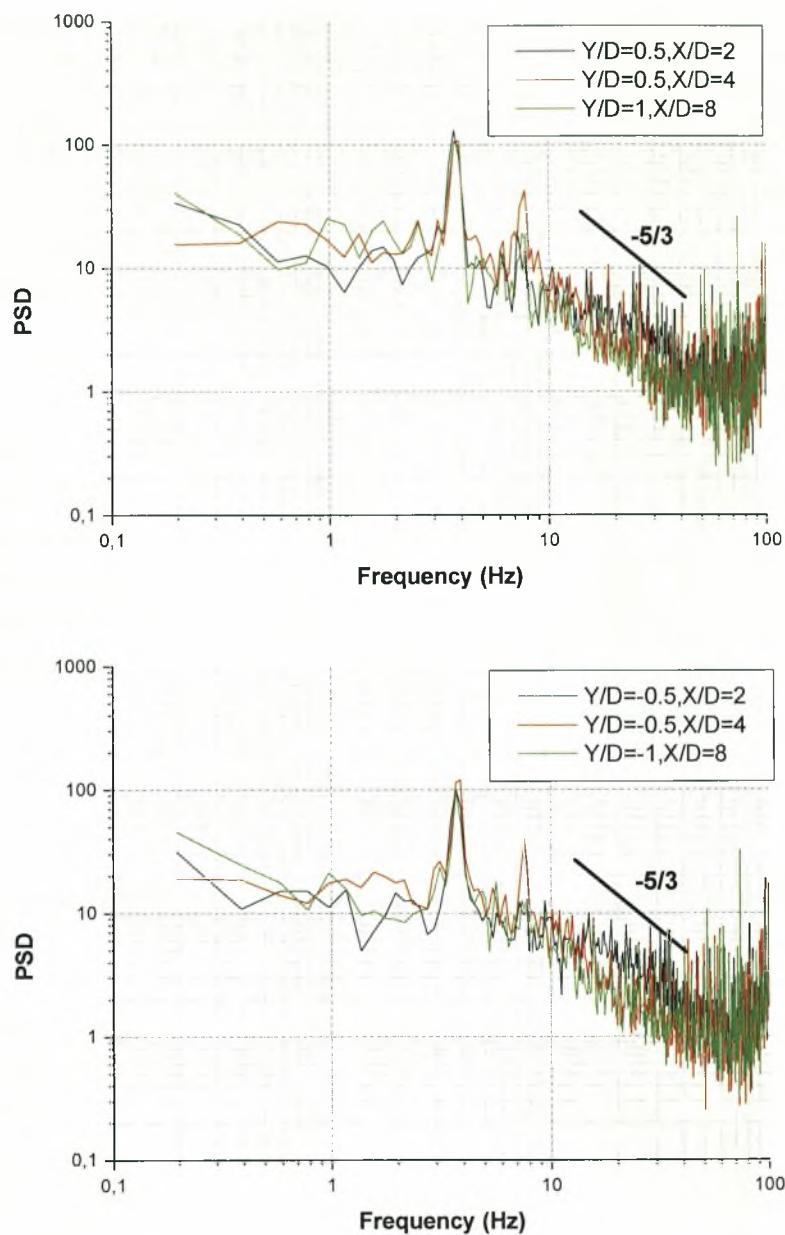 1000
Y/D=0.5,X/D=2
Y/D=0.5,X/D=4
Y/D=1,X/D=8
100
-5/3
10
PSD
1
0,1
0,1
1
10
100
Frequency (Hz)
1000
Y/D=-0.5,X/D=2
Y/D=-0.5,X/D=4
Y/D=-1,X/D=8
100
-5/3
10
PSD
1
0,1
0,1
1
10
100
Frequency (Hz)